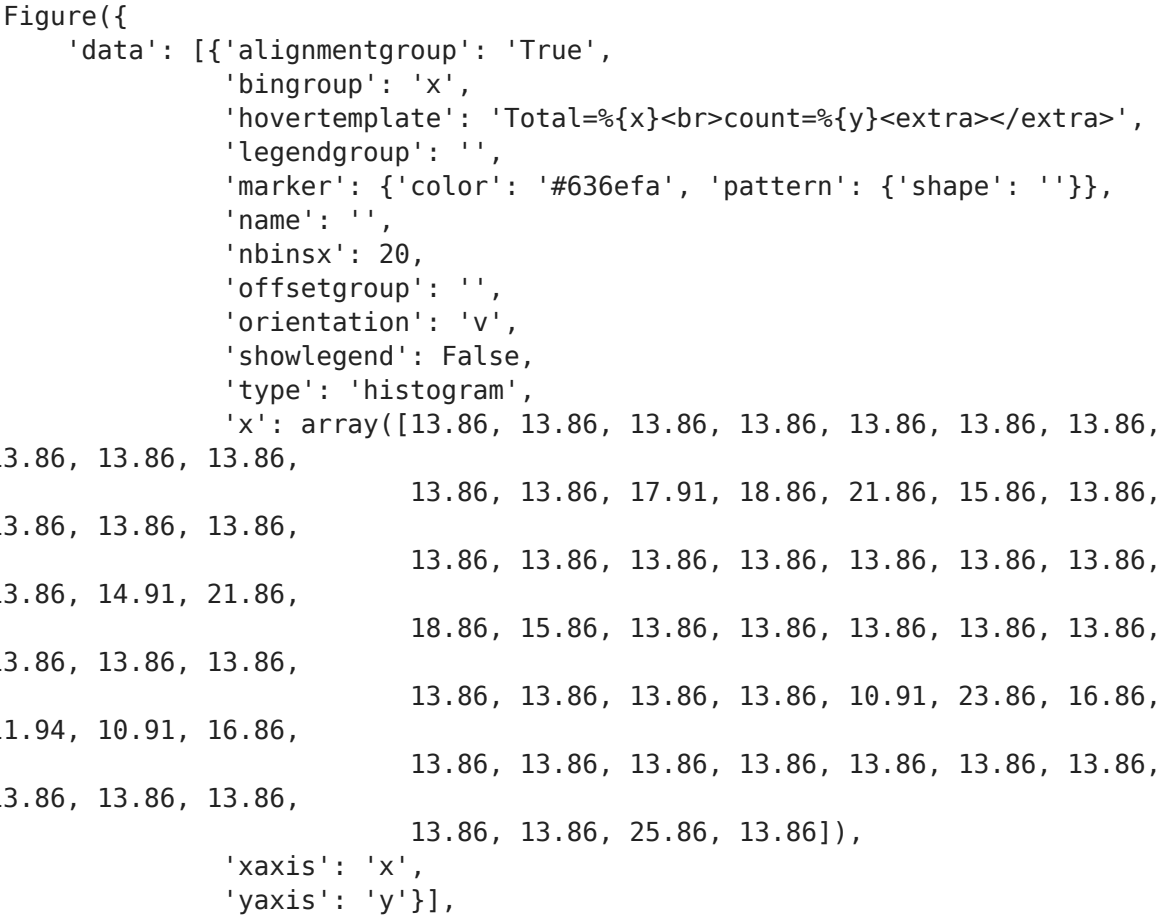 Figure({
    'data': [{'alignmentgroup': 'True',
              'bingroup': 'x',
              'hovertemplate': 'Total=%{x}<br>count=%{y}<extra></extra>',
              'legendgroup': '',
              'marker': {'color': '#636efa', 'pattern': {'shape': ''}},
              'name': '',
              'nbinsx': 20,
              'offsetgroup': '',
              'orientation': 'v',
              'showlegend': False,
              'type': 'histogram',
              'x': array([13.86, 13.86, 13.86, 13.86, 13.86, 13.86, 13.86,
3.86, 13.86, 13.86,
                          13.86, 13.86, 17.91, 18.86, 21.86, 15.86, 13.86,
3.86, 13.86, 13.86,
                          13.86, 13.86, 13.86, 13.86, 13.86, 13.86, 13.86,
3.86, 14.91, 21.86,
                          18.86, 15.86, 13.86, 13.86, 13.86, 13.86, 13.86,
3.86, 13.86, 13.86,
                          13.86, 13.86, 13.86, 13.86, 10.91, 23.86, 16.86,
1.94, 10.91, 16.86,
                          13.86, 13.86, 13.86, 13.86, 13.86, 13.86, 13.86,
3.86, 13.86, 13.86,
                          13.86, 13.86, 25.86, 13.86]),
              'xaxis': 'x',
              'yaxis': 'y'}],